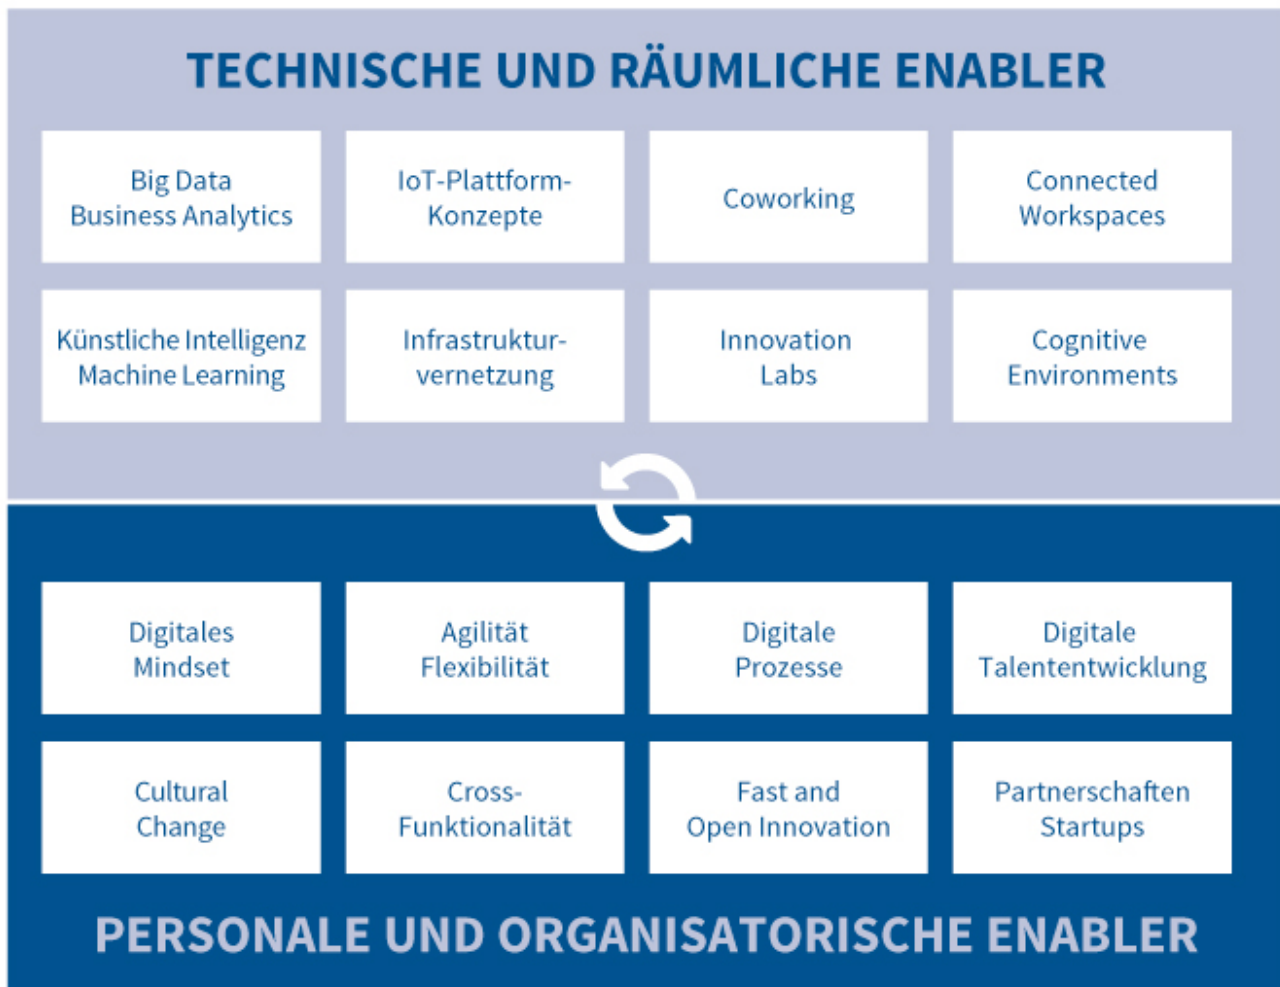 TECHNISCHE UND RÄUMLICHE ENABLER
Big Data
Business Analytics
IoT-Plattform-
Konzepte
Coworking
Connected
Workspaces
Künstliche Intelligenz
Machine Learning
Infrastruktur-
vernetzung
Innovation
Labs
Cognitive
Environments
Digitales
Mindset
Agilität
Flexibilität
Digitale
Prozesse
Digitale
Talententwicklung
Cultural
Change
Cross-
Funktionalität
Fast and
Open Innovation
Partnerschaften
Startups
PERSONALE UND ORGANISATORISCHE ENABLER